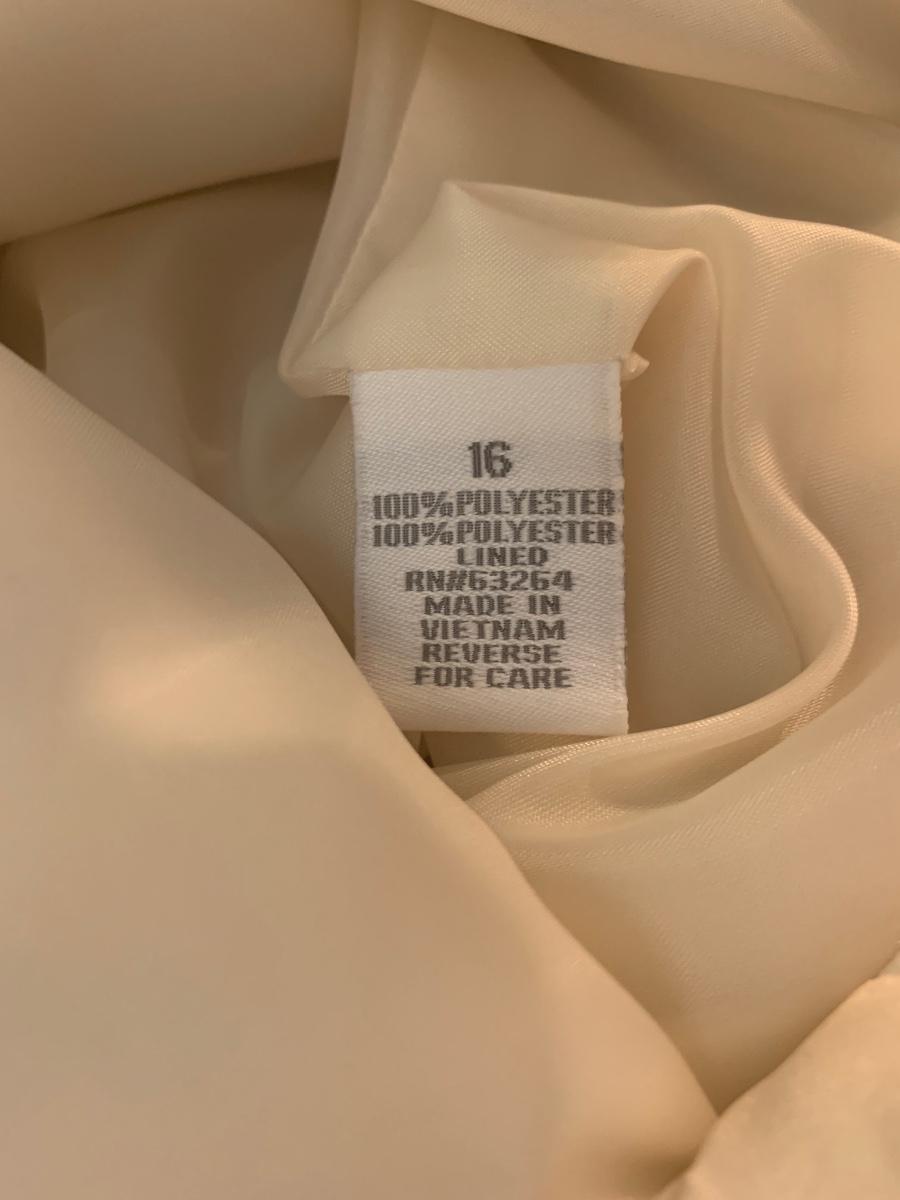 16
100%POLYESTER
100%POLYESTER
LINED
RN#63264
MADE IN
VIETNAM
REVERSE
FOR CARE